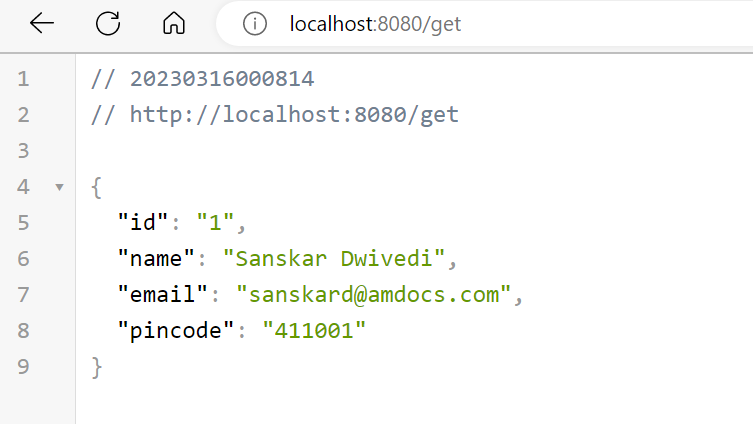 localhost:8080/get
1 // 20230316000814
2 // http://localhost:8080/get
3
4 {
5 "id": "1",
6 "name": "Sanskar Dwivedi",
7 "email": "sanskard@amdocs.com",
8 "pincode": "411001"
9 }